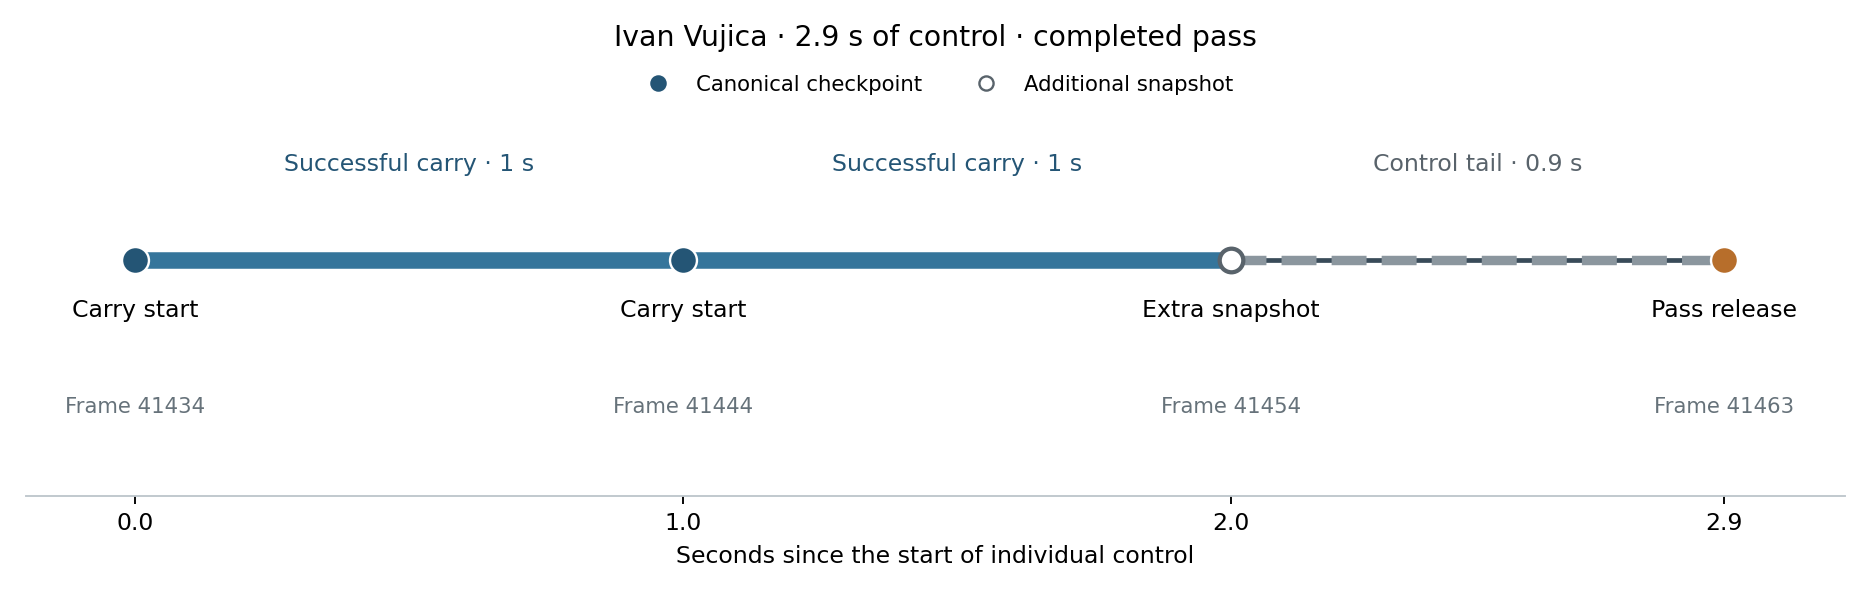 Ivan Vujica · 2.9 s of control · completed pass
Canonical checkpoint Additional snapshot
Successful carry · 1 s Successful carry · 1 s Control tail · 0.9 s
Carry start Carry start Extra snapshot Pass release
Frame 41434 Frame 41444 Frame 41454 Frame 41463
0.0 1.0 2.0 2.9
Seconds since the start of individual control